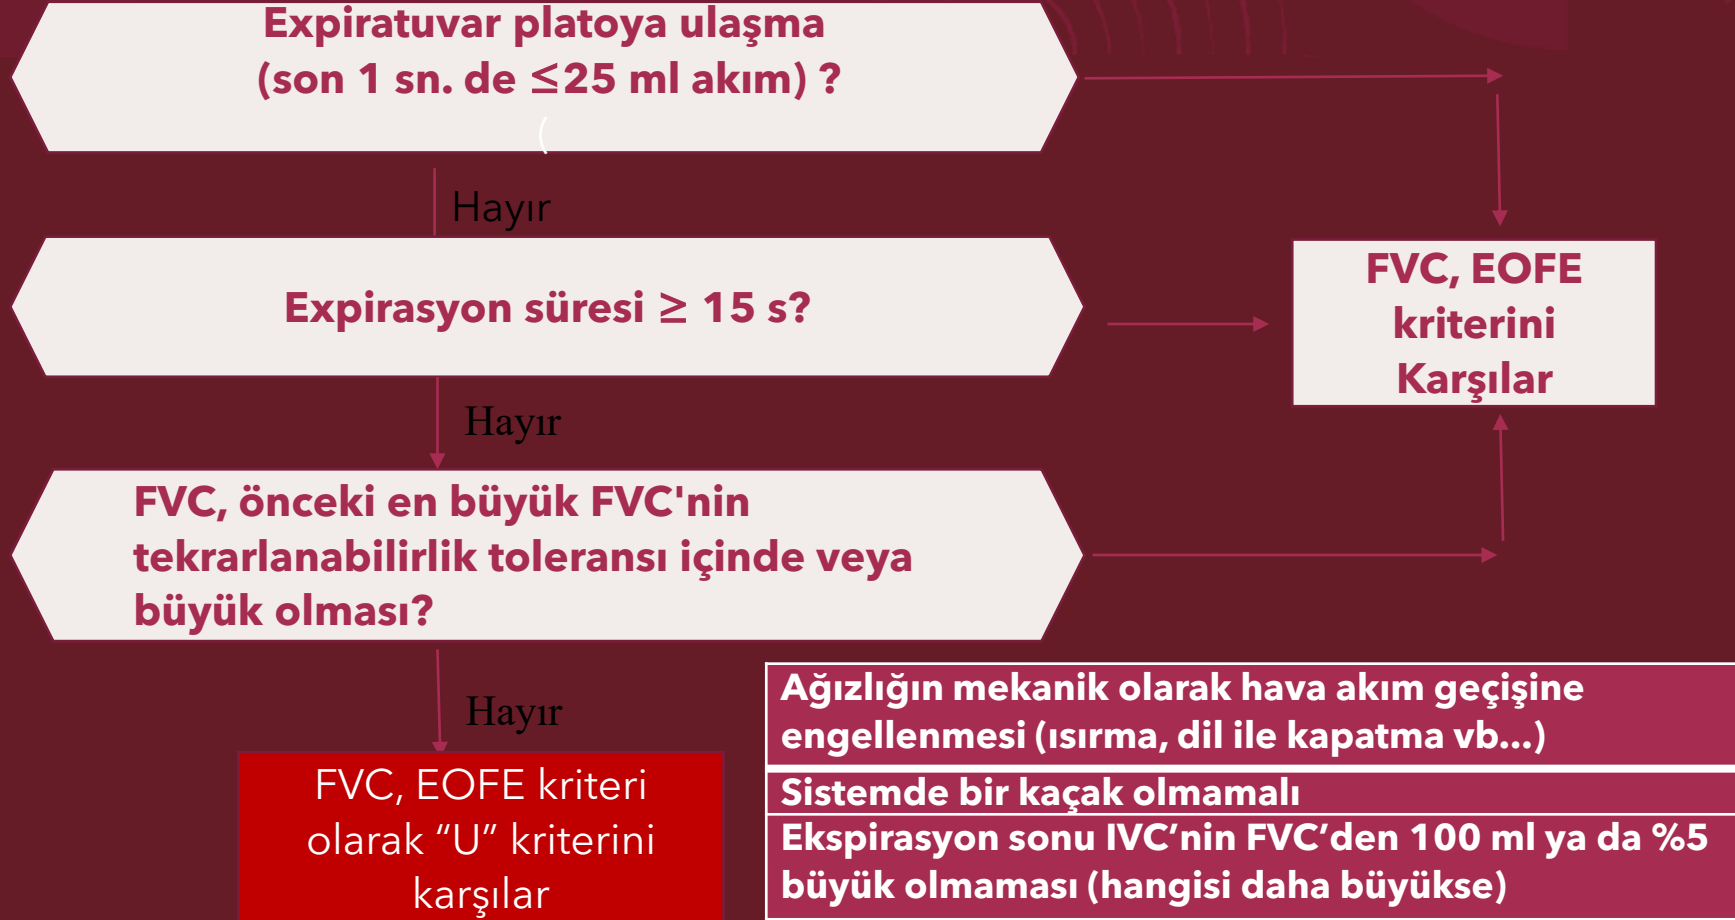 Expiratuvar platoya ulaşma
(son 1 sn. de ≤25 ml akım) ?
(
Hayır
Expirasyon süresi ≥ 15 s?
FVC, EOFE
kriterini
Karşılar
Hayır
FVC, önceki en büyük FVC'nin
tekrarlanabilirlik toleransı içinde veya
büyük olması?
Hayır
FVC, EOFE kriteri
olarak “U” kriterini
karşılar
Ağızlığın mekanik olarak hava akım geçişine
engellenmesi (ısırma, dil ile kapatma vb...)
Sistemde bir kaçak olmamalı
Ekspirasyon sonu IVC’nin FVC’den 100 ml ya da %5
büyük olmaması (hangisi daha büyükse)